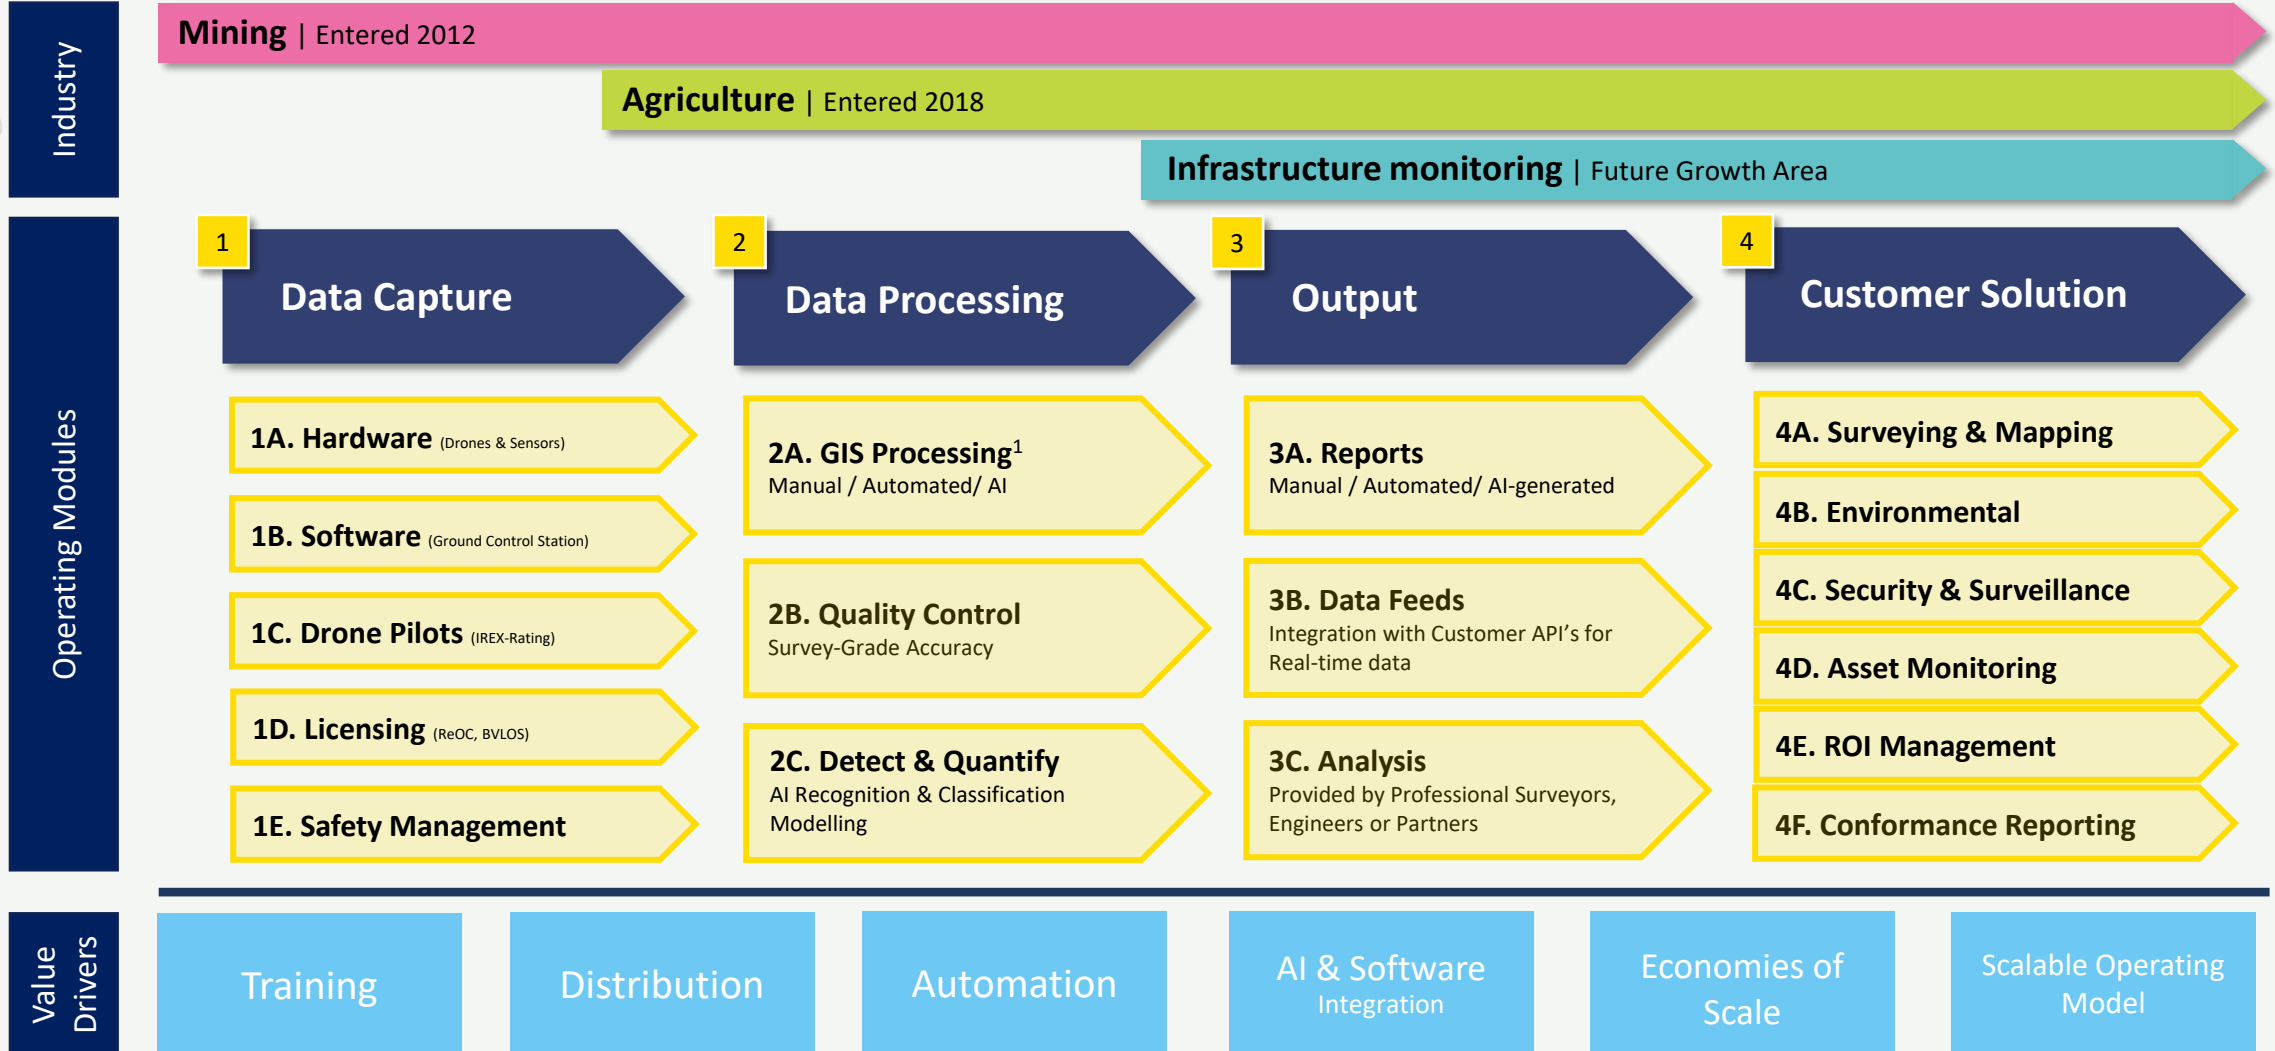 Industry
Mining | Entered 2012
Agriculture | Entered 2018
Infrastructure monitoring | Future Growth Area
Operating Modules
1
Data Capture
1A. Hardware (Drones & Sensors)
1B. Software (Ground Control Station)
1C. Drone Pilots (IREX-Rating)
1D. Licensing (ReOC, BVLOS)
1E. Safety Management
2
Data Processing
2A. GIS Processing¹
Manual / Automated/ AI
2B. Quality Control
Survey-Grade Accuracy
2C. Detect & Quantify
AI Recognition & Classification
Modelling
3
Output
3A. Reports
Manual / Automated/ AI-generated
3B. Data Feeds
Integration with Customer API’s for
Real-time data
3C. Analysis
Provided by Professional Surveyors,
Engineers or Partners
4
Customer Solution
4A. Surveying & Mapping
4B. Environmental
4C. Security & Surveillance
4D. Asset Monitoring
4E. ROI Management
4F. Conformance Reporting
Value
Drivers
Training
Distribution
Automation
AI & Software
Integration
Economies of
Scale
Scalable Operating
Model